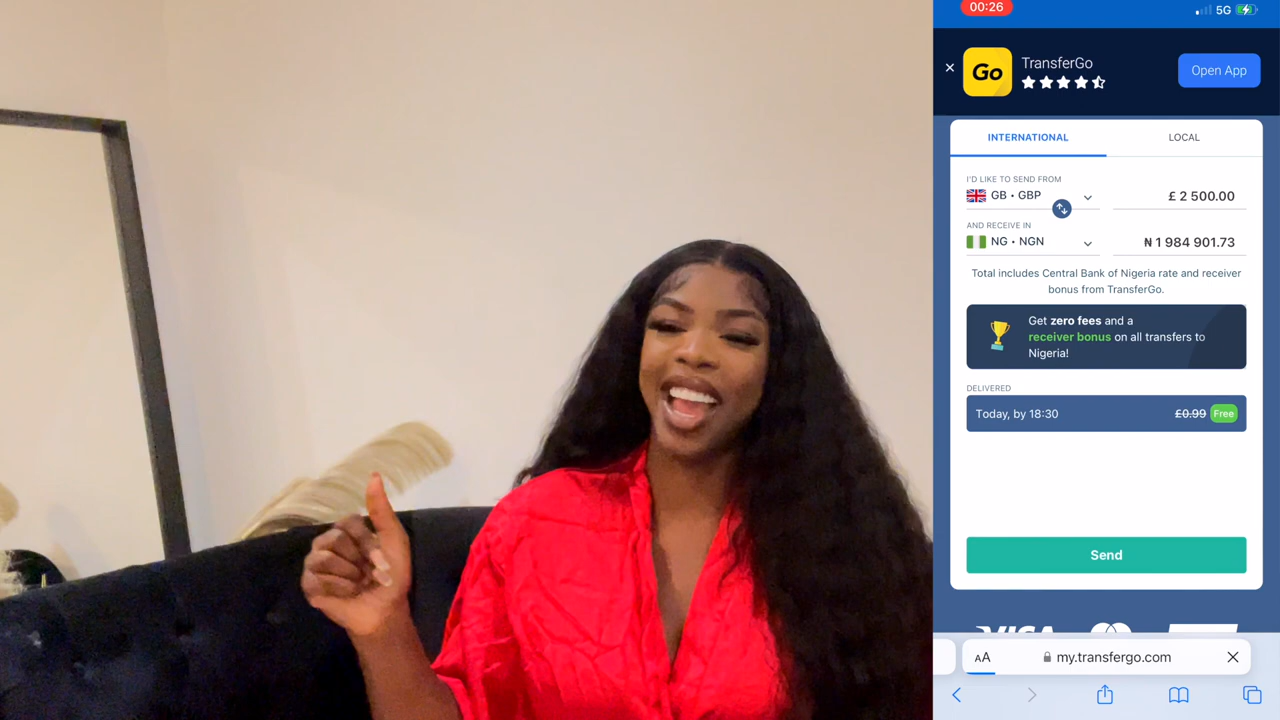 00:26
5G
Go
TransferGo
Open App
INTERNATIONAL
LOCAL
I'D LIKE TO SEND FROM
GB • GBP
£ 2 500.00
AND RECEIVE IN
NG • NGN
₦ 1 984 901.73
Total includes Central Bank of Nigeria rate and receiver
bonus from TransferGo.
Get zero fees and a
receiver bonus on all transfers to
Nigeria!
DELIVERED
Today, by 18:30
£0.99 Free
Send
VISA
AA
my.transfergo.com